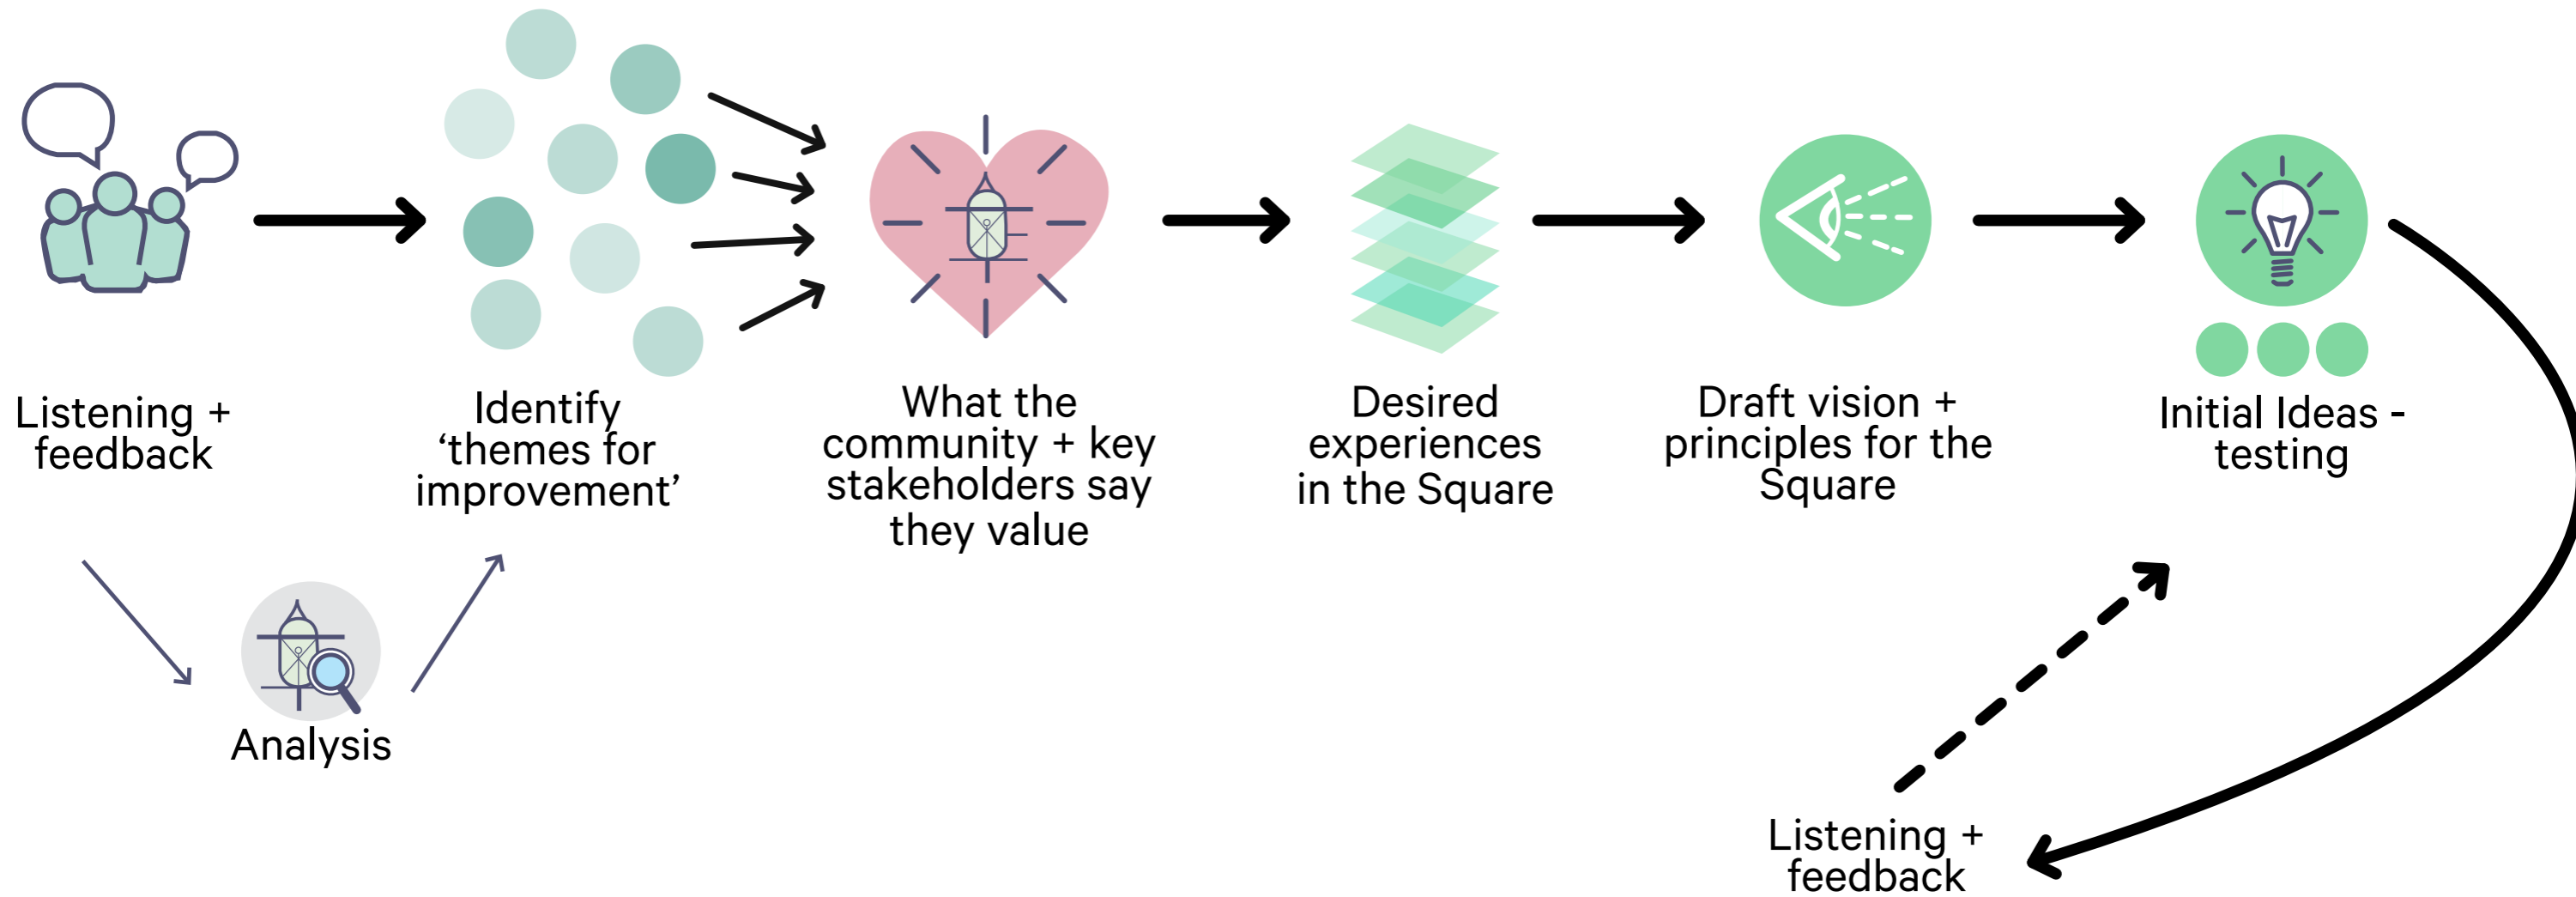 Listening +
feedback
Identify
‘themes for
improvement’
What the
community + key
stakeholders say
they value
Desired
experiences
in the Square
Draft vision +
principles for the
Square
Initial Ideas -
testing
Analysis
Listening +
feedback